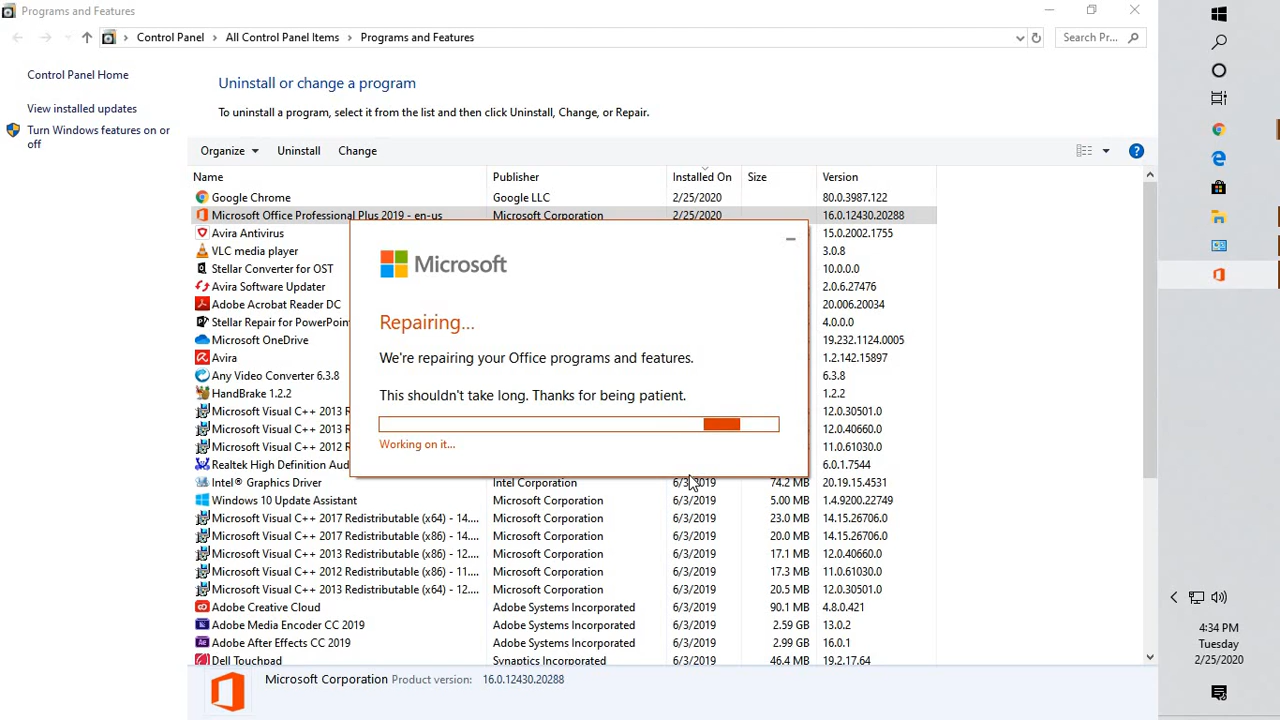 Programs and Features
Control Panel > All Control Panel Items > Programs and Features
Search Pr...
Control Panel Home
View installed updates
Turn Windows features on or
off
Uninstall or change a program
To uninstall a program, select it from the list and then click Uninstall, Change, or Repair.
Organize Uninstall Change
Name Publisher Installed On Size Version
Google Chrome Google LLC 2/25/2020 80.0.3987.122
Microsoft Office Professional Plus 2019 - en-us Microsoft Corporation 2/25/2020 16.0.12430.20288
Avira Antivirus 15.0.2002.1755
VLC media player 3.0.8
Stellar Converter for OST 10.0.0.0
Avira Software Updater 2.0.6.27476
Adobe Acrobat Reader DC 20.006.20034
Stellar Repair for PowerPoint 4.0.0.0
Microsoft OneDrive 19.232.1124.0005
Avira 1.2.142.15897
Any Video Converter 6.3.8 6.3.8
HandBrake 1.2.2 1.2.2
Microsoft Visual C++ 2013 R 12.0.30501.0
Microsoft Visual C++ 2013 R 12.0.40660.0
Microsoft Visual C++ 2012 R 11.0.61030.0
Realtek High Definition Aud 6.0.1.7544
Intel® Graphics Driver Intel Corporation 6/3/2019 74.2 MB 20.19.15.4531
Windows 10 Update Assistant Microsoft Corporation 6/3/2019 5.00 MB 1.4.9200.22749
Microsoft Visual C++ 2017 Redistributable (x64) - 14.... Microsoft Corporation 6/3/2019 23.0 MB 14.15.26706.0
Microsoft Visual C++ 2017 Redistributable (x86) - 14.... Microsoft Corporation 6/3/2019 20.0 MB 14.15.26706.0
Microsoft Visual C++ 2013 Redistributable (x86) - 12.... Microsoft Corporation 6/3/2019 17.1 MB 12.0.40660.0
Microsoft Visual C++ 2012 Redistributable (x86) - 11.... Microsoft Corporation 6/3/2019 17.3 MB 11.0.61030.0
Microsoft Visual C++ 2013 Redistributable (x64) - 12.... Microsoft Corporation 6/3/2019 20.5 MB 12.0.40660.0
Adobe Creative Cloud Adobe Systems Incorporated 6/3/2019 90.1 MB 4.8.0.421
Adobe Media Encoder CC 2019 Adobe Systems Incorporated 6/3/2019 2.59 GB 13.0.2
Adobe After Effects CC 2019 Adobe Systems Incorporated 6/3/2019 2.99 GB 16.0.1
Dell Touchpad Synaptics Incorporated 6/3/2019 46.4 MB 19.2.17.64
Microsoft Corporation Product version: 16.0.12430.20288
Microsoft
Repairing...
We're repairing your Office programs and features.
This shouldn't take long. Thanks for being patient.
Working on it...
4:34 PM
Tuesday
2/25/2020